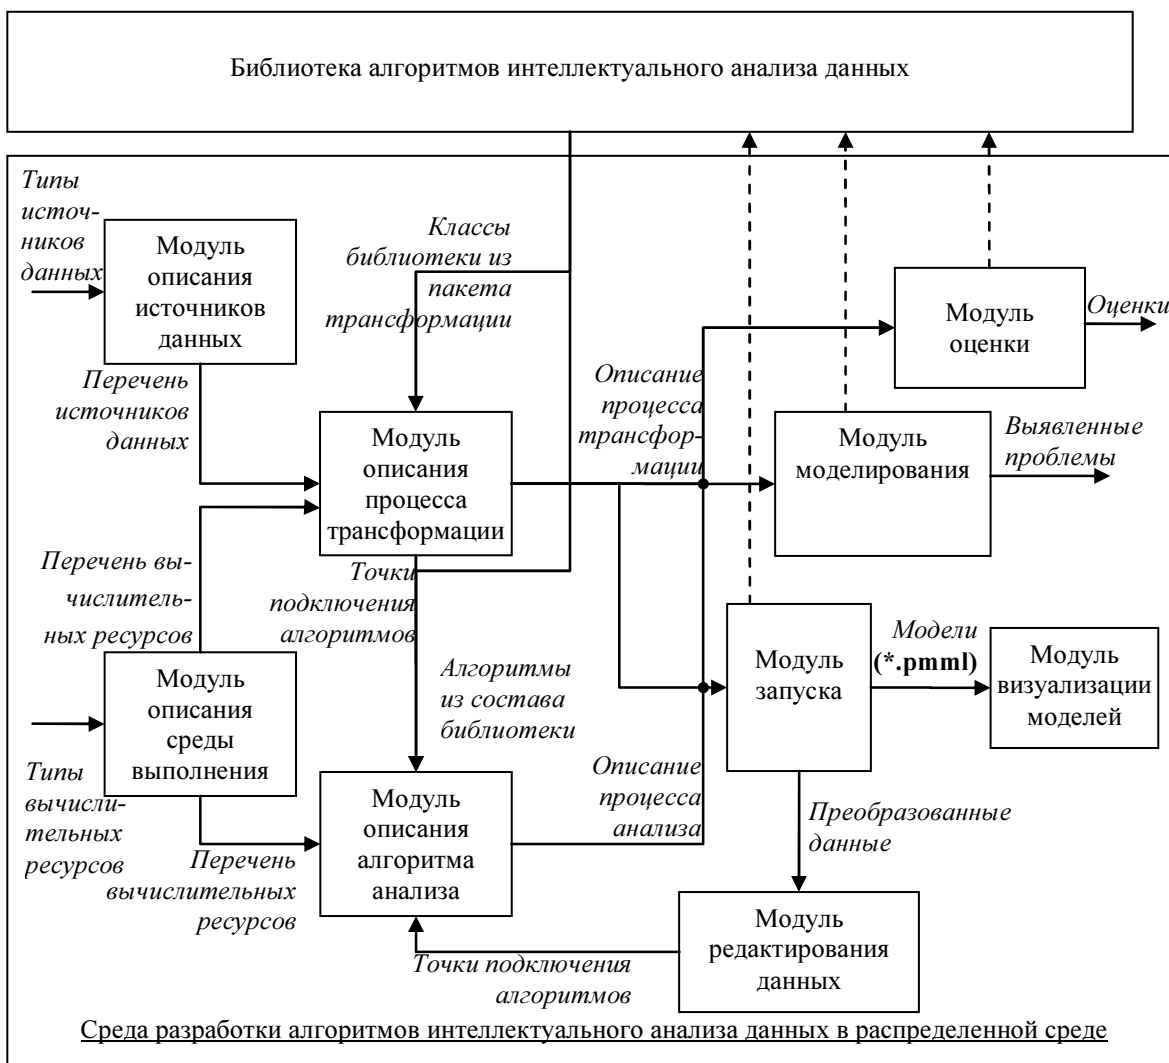 Библиотека алгоритмов интеллектуального анализа данных
Типы
источ-
ников
данных
Модуль
описания
источников
данных
Классы
библиотеки из
пакета
трансформации
Модуль
оценки
Оценки
Перечень
источников
данных
Описание
процесса
трансфор-
мации
Модуль
описания
процесса
трансформации
Модуль
моделирования
Выявленные
проблемы
Перечень вы-
числитель-
ных ресурсов
Точки
подключения
алгоритмов
Модуль
описания
среды
выполнения
Алгоритмы
из состава
библиотеки
Модуль
запуска
Модели
(*.pmml)
Модуль
визуализации
моделей
Типы
вычисли-
тельных
ресурсов
Перечень
вычислительных
ресурсов
Модуль
описания
алгоритма
анализа
Описание
процесса
анализа
Преобразованные
данные
Модуль
редактирования
данных
Точки подключения
алгоритмов
Среда разработки алгоритмов интеллектуального анализа данных в распределенной среде